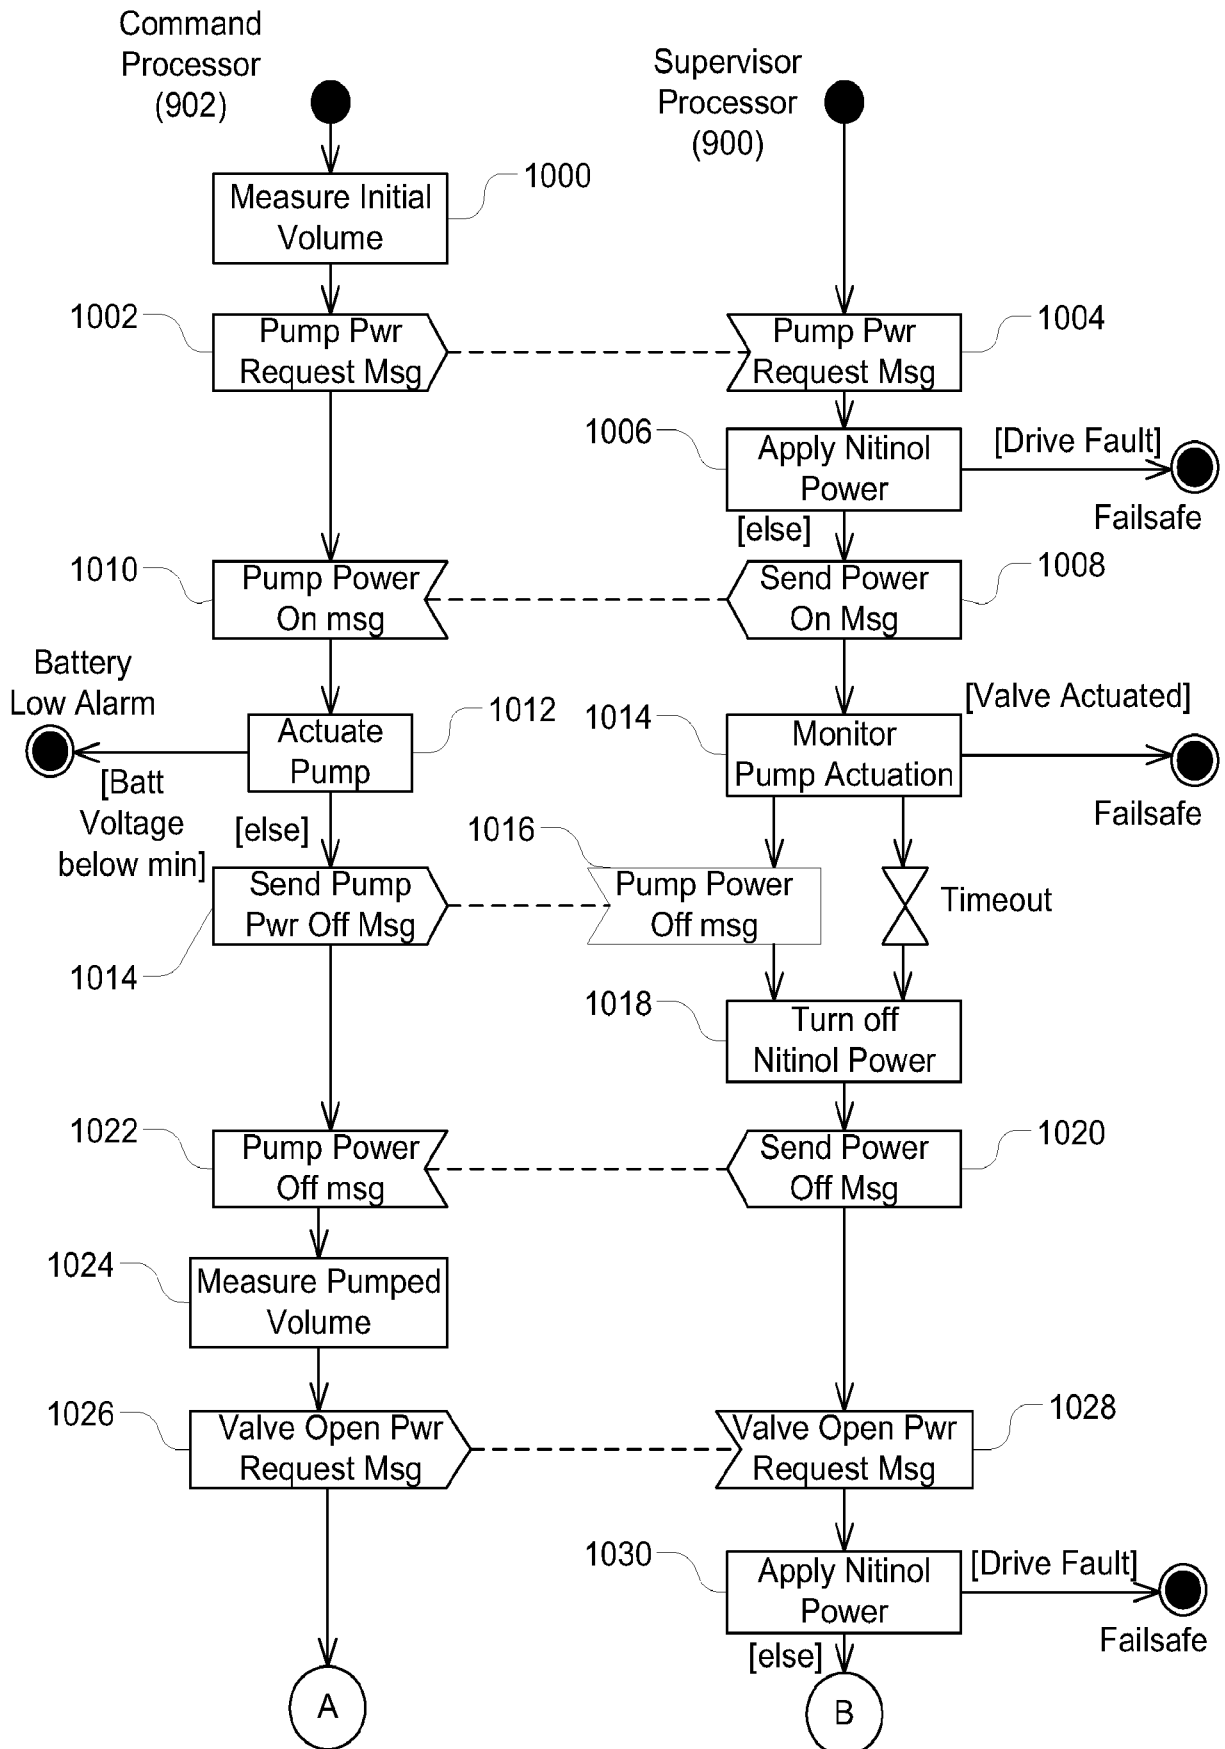 Command
Processor
(902)
Supervisor
Processor
(900)
Measure Initial
Volume
1000
1002
Pump Pwr
Request Msg
Pump Pwr
Request Msg
1004
1006
Apply Nitinol
Power
[Drive Fault]
Failsafe
[else]
1010
Pump Power
On msg
Send Power
On Msg
1008
Battery
Low Alarm
Actuate
Pump
1012
1014
Monitor
Pump Actuation
[Valve Actuated]
Failsafe
[Batt
Voltage
below min]
[else]
1016
Send Pump
Pwr Off Msg
1014
Pump Power
Off msg
Timeout
1018
Turn off
Nitinol Power
1022
Pump Power
Off msg
Send Power
Off Msg
1020
1024
Measure Pumped
Volume
1026
Valve Open Pwr
Request Msg
Valve Open Pwr
Request Msg
1028
1030
Apply Nitinol
Power
[Drive Fault]
Failsafe
[else]
A
B